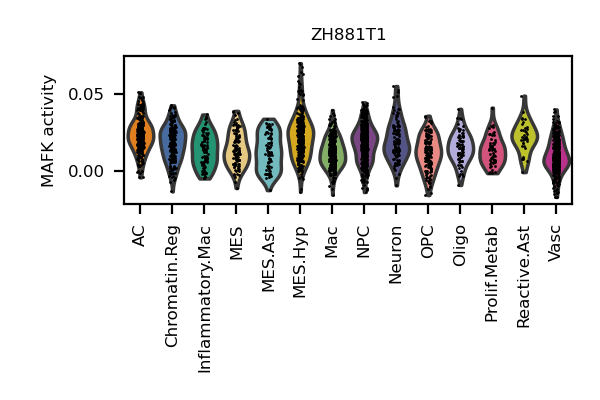 ZH881T1
MAFK activity
0.05
0.00
AC
Chromatin.Reg
Inflammatory.Mac
MES
MES.Ast
MES.Hyp
Mac
NPC
Neuron
OPC
Oligo
Prolif.Metab
Reactive.Ast
Vasc